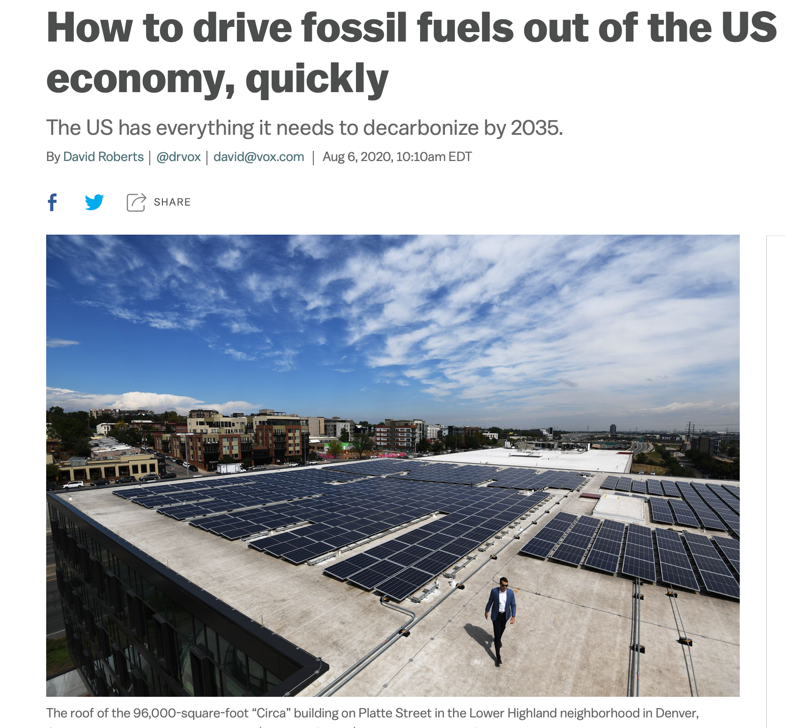 How to drive fossil fuels out of the US
economy, quickly
The US has everything it needs to decarbonize by 2035.
By David Roberts | @drvox | david@vox.com | Aug 6, 2020, 10:10am EDT
SHARE
The roof of the 96,000-square-foot “Circa” building on Platte Street in the Lower Highland neighborhood in Denver,